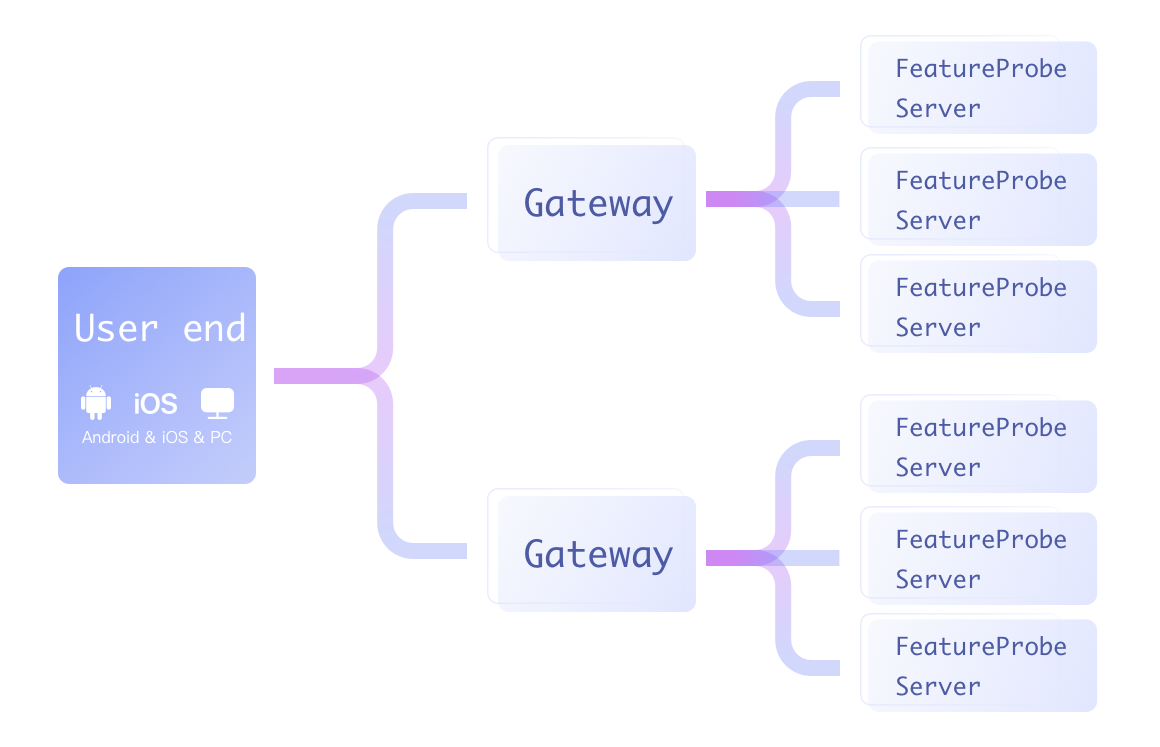 User end
iOS
Android & iOS & PC
Gateway
FeatureProbe
Server
FeatureProbe
Server
FeatureProbe
Server
Gateway
FeatureProbe
Server
FeatureProbe
Server
FeatureProbe
Server